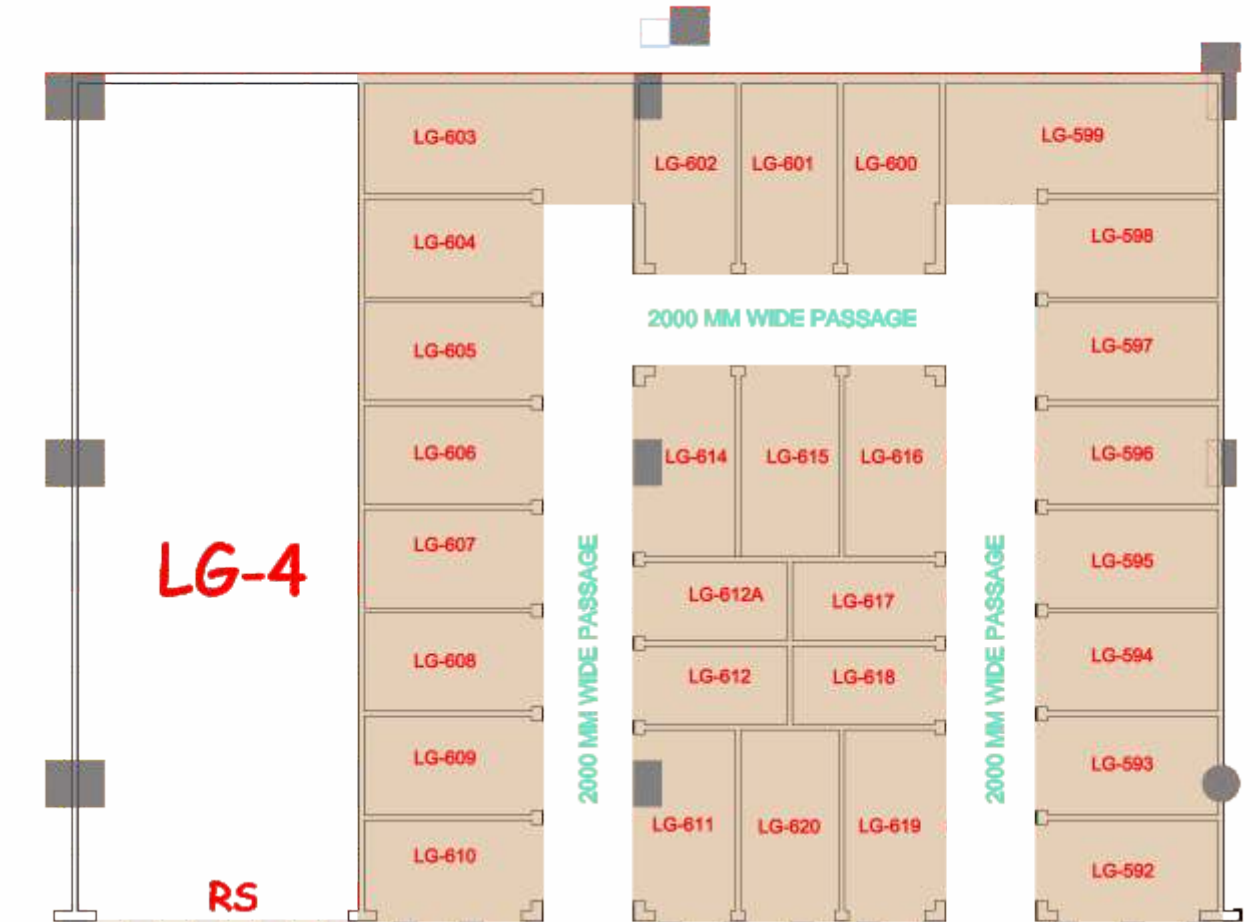 LG-603
LG-602
LG-601
LG-600
LG-599
LG-604
LG-598
2000 MM WIDE PASSAGE
LG-605
LG-597
LG-606
LG-614
LG-615
LG-616
LG-596
LG-4
LG-607
2000 MM WIDE PASSAGE
LG-612A
LG-617
2000 MM WIDE PASSAGE
LG-595
LG-608
LG-612
LG-618
LG-594
LG-609
LG-593
LG-611
LG-620
LG-619
LG-610
LG-592
RS